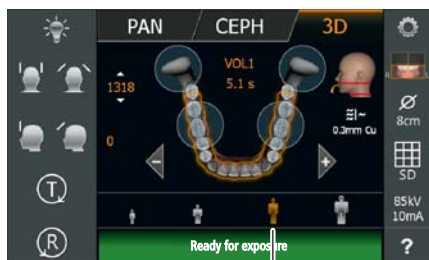 PAN CEPH 3D
VOL1
5.1 s
1318
0
0.3mm Cu
8cm
SD
85kV
10mA
T
R
Ready for exposure
?